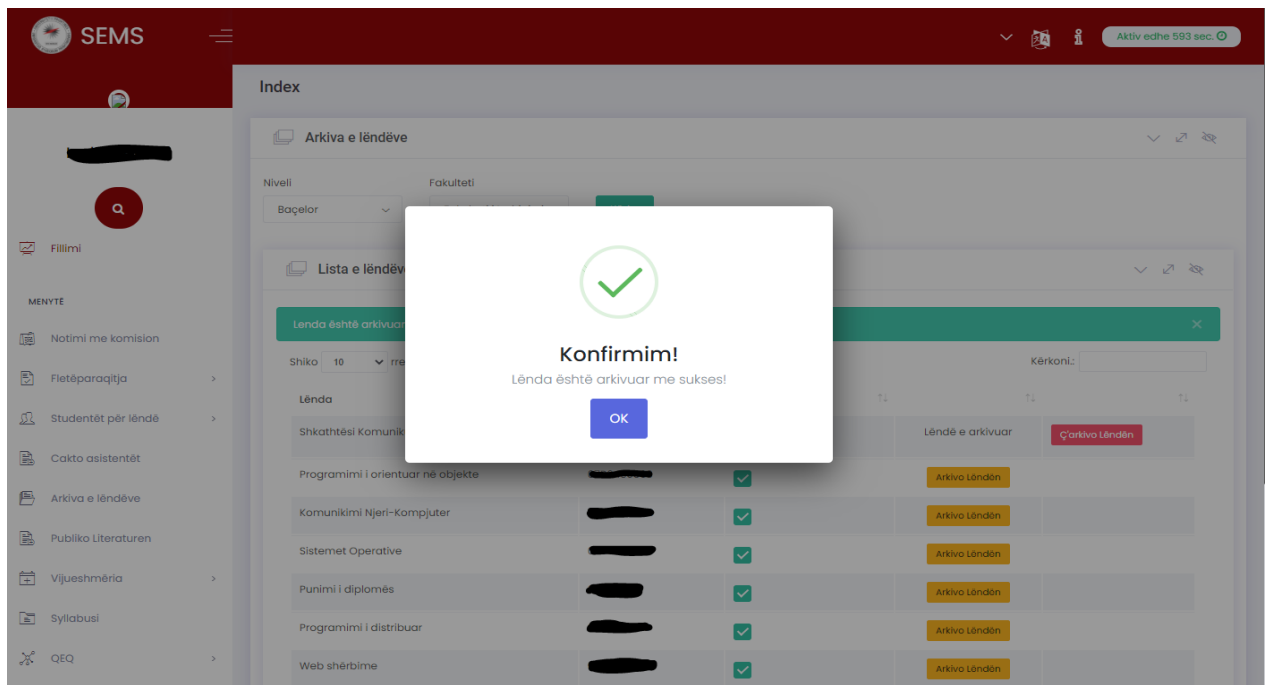 SEMS
Aktiv edhe 593 sec.
Index
Arkiva e lëndëve
Niveli Fakulteti
Baçelor
Fillimi
Lista e lëndëv
MENYTË
Lenda është arkivuar
Notimi me komision
Konfirmim!
Shiko 10 rre
Kërkoni.:
Lënda është arkivuar me sukses!
Fletëparaqitja
Lënda
OK
Studentët për lëndë
Shkathtësi Komunik Lëndë e arkivuar Ç'arkivo Lëndën
Cakto asistentët
Programimi i orientuar në objekte Arkivo Lëndën
Arkiva e lëndëve
Komunikimi Njeri-Kompjuter Arkivo Lëndën
Publiko Literaturen
Sistemet Operative Arkivo Lëndën
Vijueshmëria
Punimi i diplomës Arkivo Lëndën
Syllabusi
Programimi i distribuar Arkivo Lëndën
QEQ
Web shërbime Arkivo Lëndën